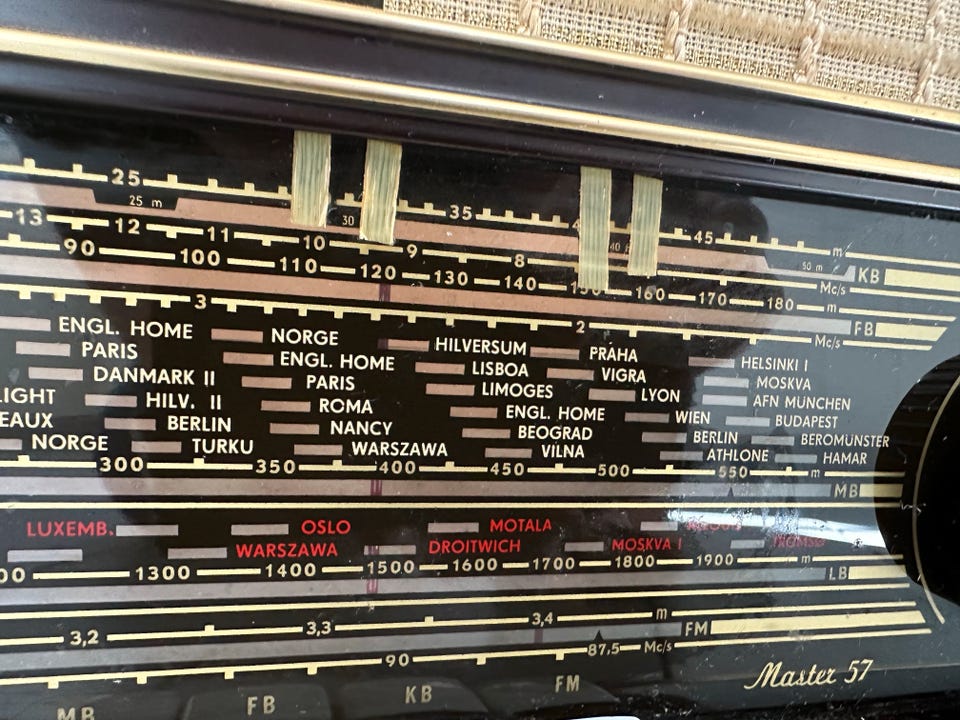 25 35 45 m
25 m 30 40 50 m KB
13 12 11 10 9 8 Mc/s
90 100 110 120 130 140 150 160 170 180 m
3 2 Mc/s FB
ENGL. HOME NORGE HILVERSUM PRAHA HELSINKI I
PARIS ENGL. HOME LISBOA VIGRA MOSKVA
DANMARK II PARIS LIMOGES LYON AFN MÜNCHEN
LIGHT HILV. II ROMA ENGL. HOME WIEN BUDAPEST
EAUX BERLIN NANCY BEOGRAD BERLIN BEROMÜNSTER
NORGE TURKU WARSZAWA VILNA ATHLONE HAMAR
300 350 400 450 500 550 m
MB
LUXEMB. OSLO MOTALA
WARSZAWA DROITWICH MOSKVA I TROMSØ
00 1300 1400 1500 1600 1700 1800 1900 m
LB
3,2 3,3 3,4 m
FM
90 87,5 Mc/s
Master 57
MB FB KB FM